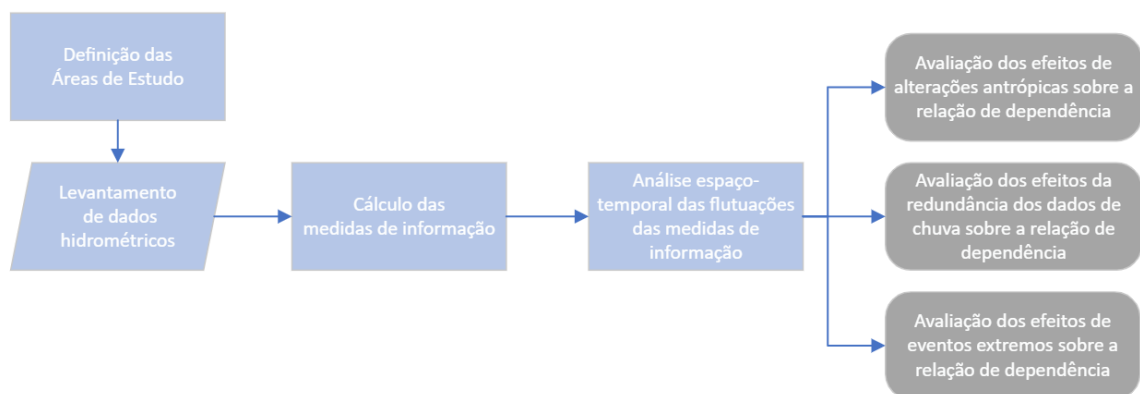 Definição das
Áreas de Estudo
Levantamento
de dados
hidrométricos
Cálculo das
medidas de informação
Análise espaço-
temporal das flutuações
das medidas de
informação
Avaliação dos efeitos de
alterações antrópicas sobre a
relação de dependência
Avaliação dos efeitos da
redundância dos dados de
chuva sobre a relação de
dependência
Avaliação dos efeitos de
eventos extremos sobre a
relação de dependência